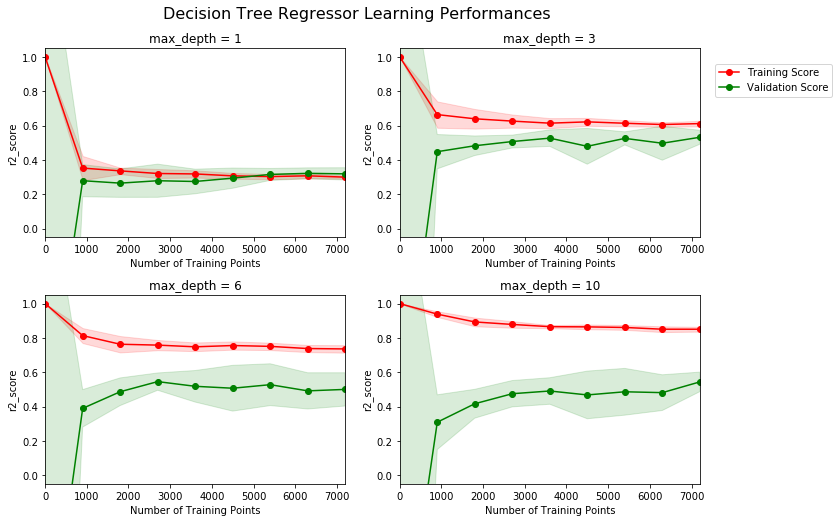 Decision Tree Regressor Learning Performances
max_depth = 1
1.0
0.8
0.6
0.4
0.2
0.0
r2_score
0 1000 2000 3000 4000 5000 6000 7000
Number of Training Points
max_depth = 3
1.0
0.8
0.6
0.4
0.2
0.0
r2_score
0 1000 2000 3000 4000 5000 6000 7000
Number of Training Points
Training Score
Validation Score
max_depth = 6
1.0
0.8
0.6
0.4
0.2
0.0
r2_score
0 1000 2000 3000 4000 5000 6000 7000
Number of Training Points
max_depth = 10
1.0
0.8
0.6
0.4
0.2
0.0
r2_score
0 1000 2000 3000 4000 5000 6000 7000
Number of Training Points